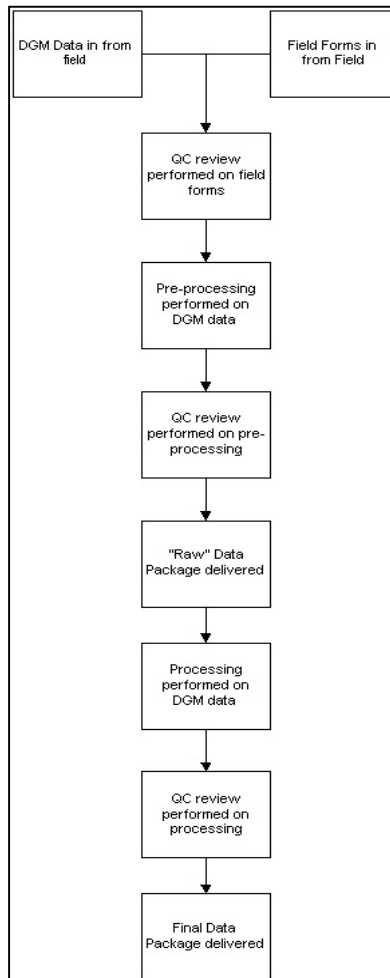 DGM Data in from
field
Field Forms in
from Field
QC review
performed on field
forms
Pre-processing
performed on
DGM data
QC review
performed on pre-
processing
"Raw" Data
Package delivered
Processing
performed on
DGM data
QC review
performed on
processing
Final Data
Package delivered